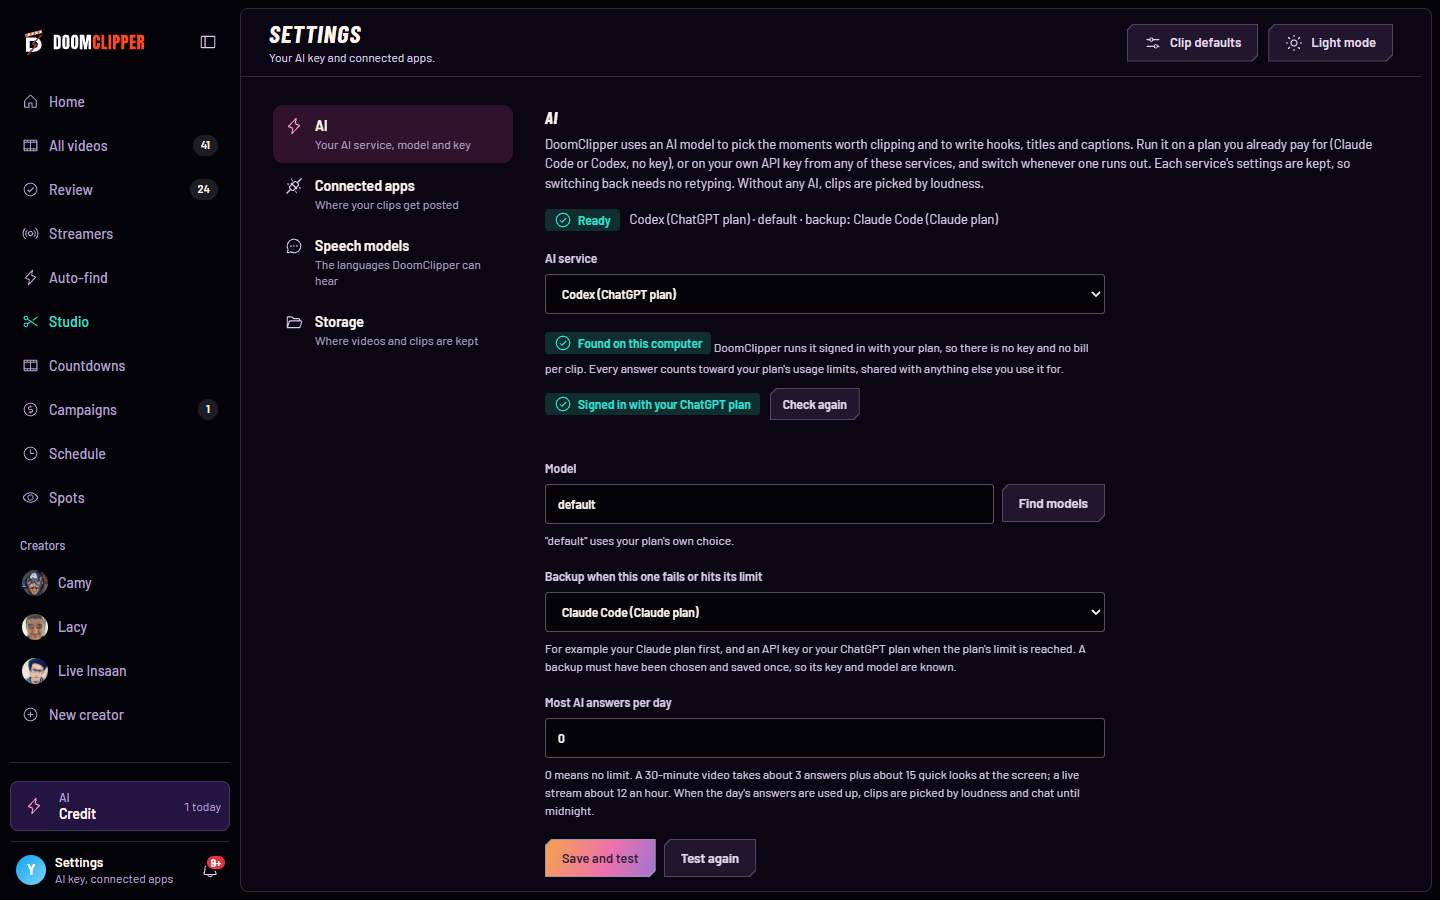 DOOMCLIPPER
Home
All videos 41
Review 24
Streamers
Auto-find
Studio
Countdowns
Campaigns 1
Schedule
Spots
Creators
Camy
Lacy
Live Insaan
New creator
AI
Credit
1 today
Y
Settings
AI key, connected apps
9+
SETTINGS
Your AI key and connected apps.
Clip defaults
Light mode
AI
Your AI service, model and key
Connected apps
Where your clips get posted
Speech models
The languages DoomClipper can
hear
Storage
Where videos and clips are kept
AI
DoomClipper uses an AI model to pick the moments worth clipping and to write hooks, titles and captions. Run it on a plan you already pay for (Claude
Code or Codex, no key), or on your own API key from any of these services, and switch whenever one runs out. Each service's settings are kept, so
switching back needs no retyping. Without any AI, clips are picked by loudness.
Ready Codex (ChatGPT plan) · default · backup: Claude Code (Claude plan)
AI service
Codex (ChatGPT plan)
Found on this computer DoomClipper runs it signed in with your plan, so there is no key and no bill
per clip. Every answer counts toward your plan's usage limits, shared with anything else you use it for.
Signed in with your ChatGPT plan Check again
Model
default Find models
"default" uses your plan's own choice.
Backup when this one fails or hits its limit
Claude Code (Claude plan)
For example your Claude plan first, and an API key or your ChatGPT plan when the plan's limit is reached. A
backup must have been chosen and saved once, so its key and model are known.
Most AI answers per day
0
0 means no limit. A 30-minute video takes about 3 answers plus about 15 quick looks at the screen; a live
stream about 12 an hour. When the day's answers are used up, clips are picked by loudness and chat until
midnight.
Save and test Test again